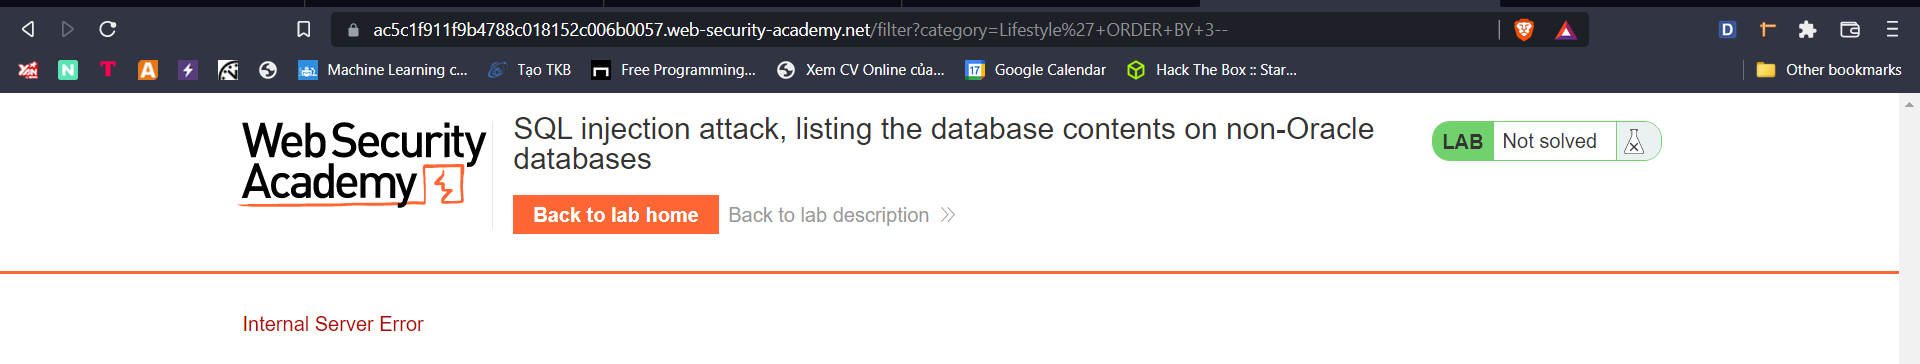 ac5c1f911f9b4788c018152c006b0057.web-security-academy.net/filter?category=Lifestyle%27+ORDER+BY+3--
D
YAN N T A Machine Learning c... Tạo TKB Free Programming... Xem CV Online của... 17 Google Calendar Hack The Box :: Star... Other bookmarks
Web Security
Academy
SQL injection attack, listing the database contents on non-Oracle
databases
LAB Not solved
Back to lab home Back to lab description
Internal Server Error